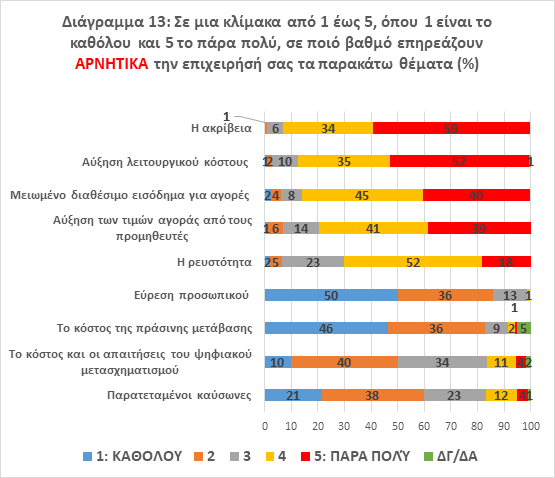 Διάγραμμα 13: Σε μια κλίμακα από 1 έως 5, όπου 1 είναι το
καθόλου και 5 το πάρα πολύ, σε ποιό βαθμό επηρεάζουν
ΑΡΝΗΤΙΚΑ την επιχείρησή σας τα παρακάτω θέματα (%)
1
Η ακρίβεια 6 34 59
Αύξηση λειτουργικού κόστους 1 2 10 35 52 1
Μειωμένο διαθέσιμο εισόδημα για αγορές 2 4 8 45 40
Αύξηση των τιμών αγοράς από τους
προμηθευτές 1 6 14 41 39
Η ρευστότητα 2 5 23 52 18
Εύρεση προσωπικού 50 36 13 1
1
Το κόστος της πράσινης μετάβασης 46 36 9 2 5
Το κόστος και οι απαιτήσεις του ψηφιακού
μετασχηματισμού 10 40 34 11 4 2
Παρατεταμένοι καύσωνες 21 38 23 12 4 1
0 10 20 30 40 50 60 70 80 90 100
1: ΚΑΘΟΛΟΥ 2 3 4 5: ΠΑΡΑ ΠΟΛΎ ΔΓ/ΔΑ